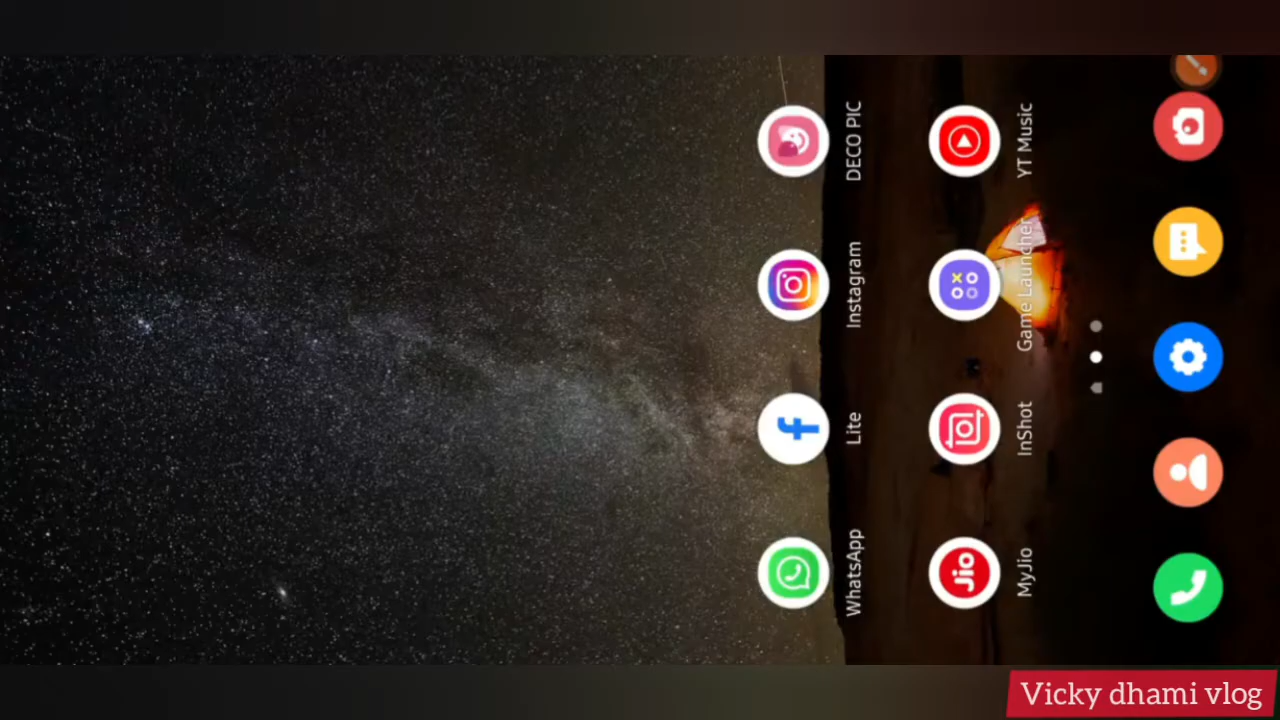 WhatsApp
Lite
Instagram
DECO PIC
Jio
MyJio
InShot
Game Launcher
YT Music
Vicky dhami vlog